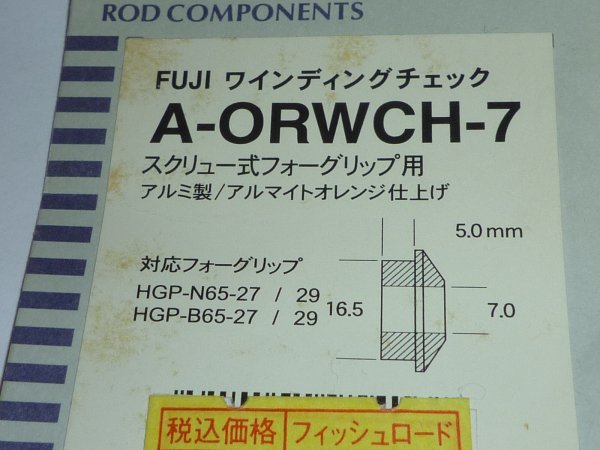 ROD COMPONENTS
FUJI ワインディングチェック
A-ORWCH-7
スクリュー式フォーグリップ用
アルミ製/アルマイトオレンジ仕上げ
5.0mm
対応フォーグリップ
HGP-N65-27 / 29
HGP-B65-27 / 29
16.5
7.0
税込価格 フィッシュロード